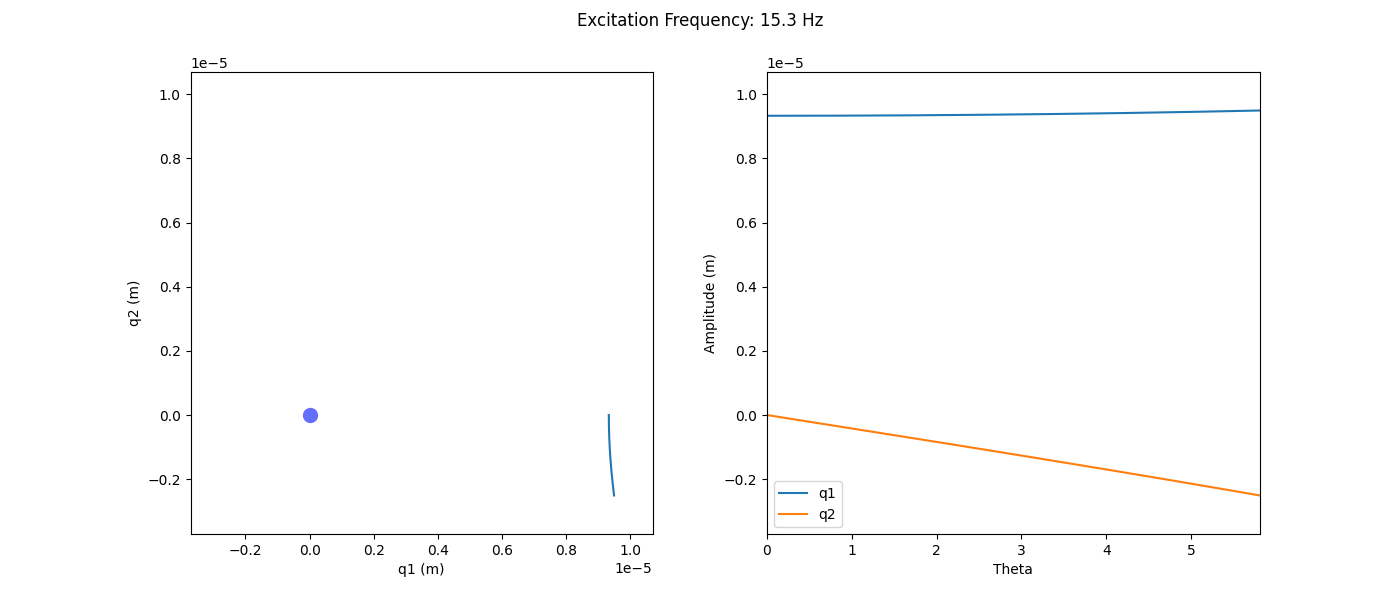 Excitation Frequency: 15.3 Hz
1e−5
1.0
0.8
0.6
0.4
0.2
0.0
−0.2
q2 (m)
−0.2 0.0 0.2 0.4 0.6 0.8 1.0
q1 (m)
1e−5
1e−5
1.0
0.8
0.6
0.4
0.2
0.0
−0.2
Amplitude (m)
q1
q2
0 1 2 3 4 5
Theta